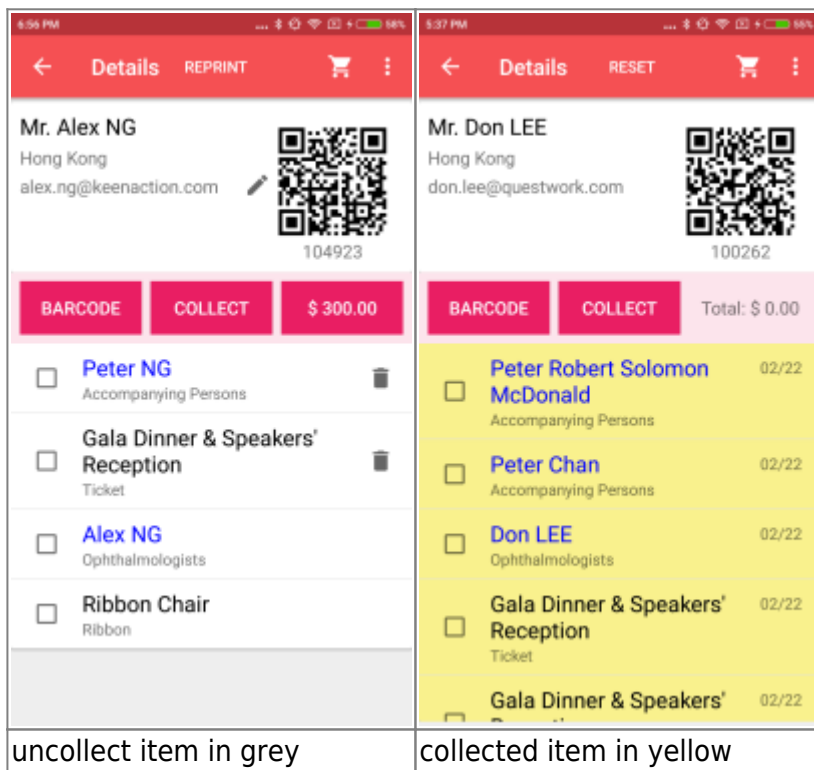 6:56 PM ... 58%
Details REPRINT
Mr. Alex NG
Hong Kong
alex.ng@keenaction.com
104923
BARCODE COLLECT $ 300.00
Peter NG
Accompanying Persons
Gala Dinner & Speakers'
Reception
Ticket
Alex NG
Ophthalmologists
Ribbon Chair
Ribbon
uncollect item in grey
5:37 PM ... 55%
Details RESET
Mr. Don LEE
Hong Kong
don.lee@questwork.com
100262
BARCODE COLLECT Total: $ 0.00
Peter Robert Solomon 02/22
McDonald
Accompanying Persons
Peter Chan 02/22
Accompanying Persons
Don LEE 02/22
Ophthalmologists
Gala Dinner & Speakers' 02/22
Reception
Ticket
Gala Dinner & Speakers' 02/22
collected item in yellow